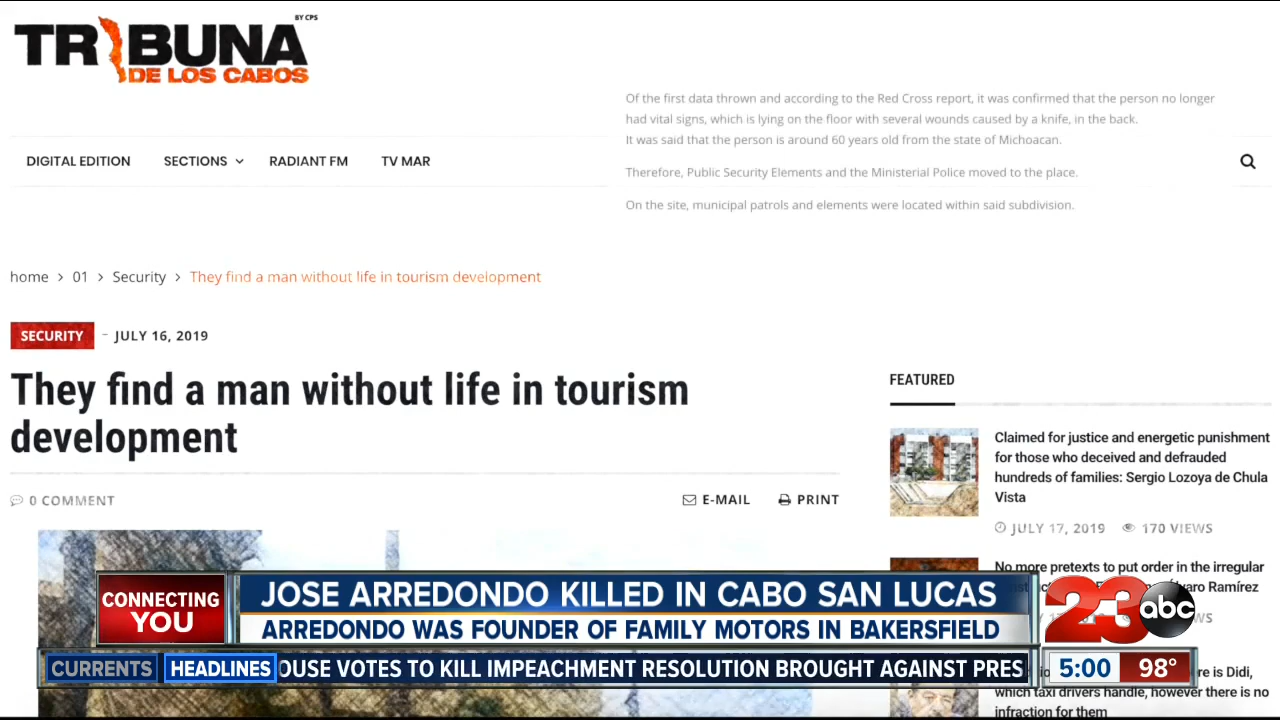 TRIBUNA
BY CPS
DE LOS CABOS
Of the first data thrown and according to the Red Cross report, it was confirmed that the person no longer
had vital signs, which is lying on the floor with several wounds caused by a knife, in the back.
It was said that the person is around 60 years old from the state of Michoacan.
Therefore, Public Security Elements and the Ministerial Police moved to the place.
On the site, municipal patrols and elements were located within said subdivision.
DIGITAL EDITION SECTIONS RADIANT FM TV MAR
home > 01 > Security > They find a man without life in tourism development
SECURITY - JULY 16, 2019
They find a man without life in tourism
development
0 COMMENT E-MAIL PRINT
FEATURED
Claimed for justice and energetic punishment
for those who deceived and defrauded
hundreds of families: Sergio Lozoya de Chula
Vista
JULY 17, 2019 170 VIEWS
No more pretexts to put order in the irregular
Ramírez
re is Didi,
which taxi drivers handle, however there is no
infraction for them
CONNECTING
YOU
JOSE ARREDONDO KILLED IN CABO SAN LUCAS
ARREDONDO WAS FOUNDER OF FAMILY MOTORS IN BAKERSFIELD
23 abc
CURRENTS HEADLINES OUSE VOTES TO KILL IMPEACHMENT RESOLUTION BROUGHT AGAINST PRES
5:00 98°